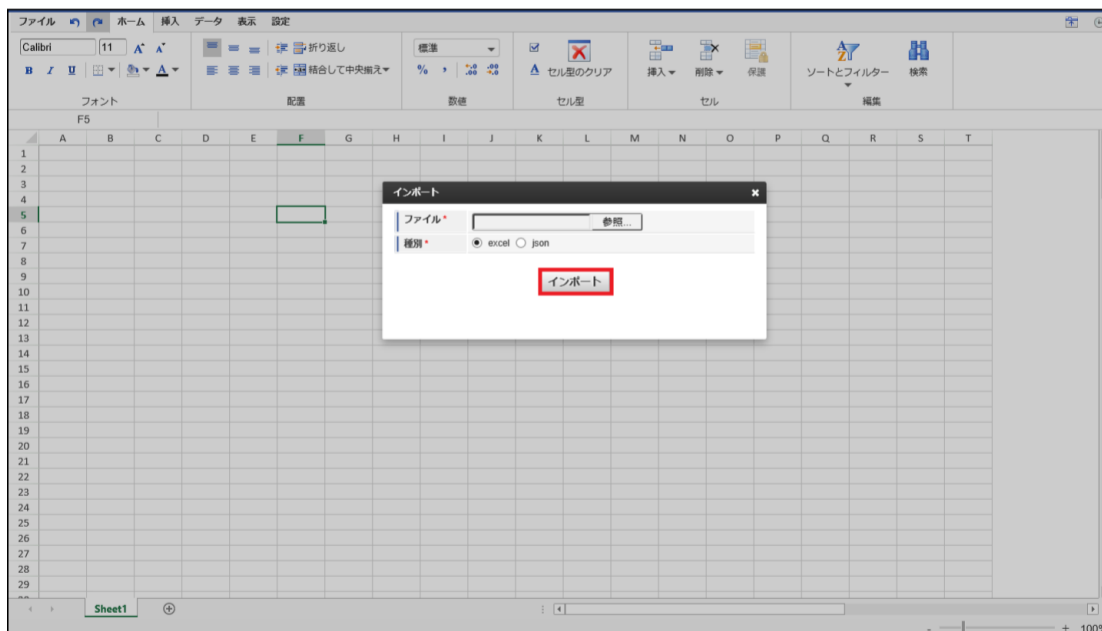 ファイル ホーム 挿入 データ 表示 設定
Calibri 11 A A 折り返し 標準 セル型のクリア 挿入 削除 保護 ソートとフィルター 検索
B I U A 結合して中央揃え % , .0 .00 .00 .0
フォント 配置 数値 セル型 セル 編集
F5
A B C D E F G H I J K L M N O P Q R S T
1
2
3
4
5
6
7
8
9
10
11
12
13
14
15
16
17
18
19
20
21
22
23
24
25
26
27
28
29
インポート ×
ファイル * 参照...
種別 * excel json
インポート
Sheet1
- + 100%